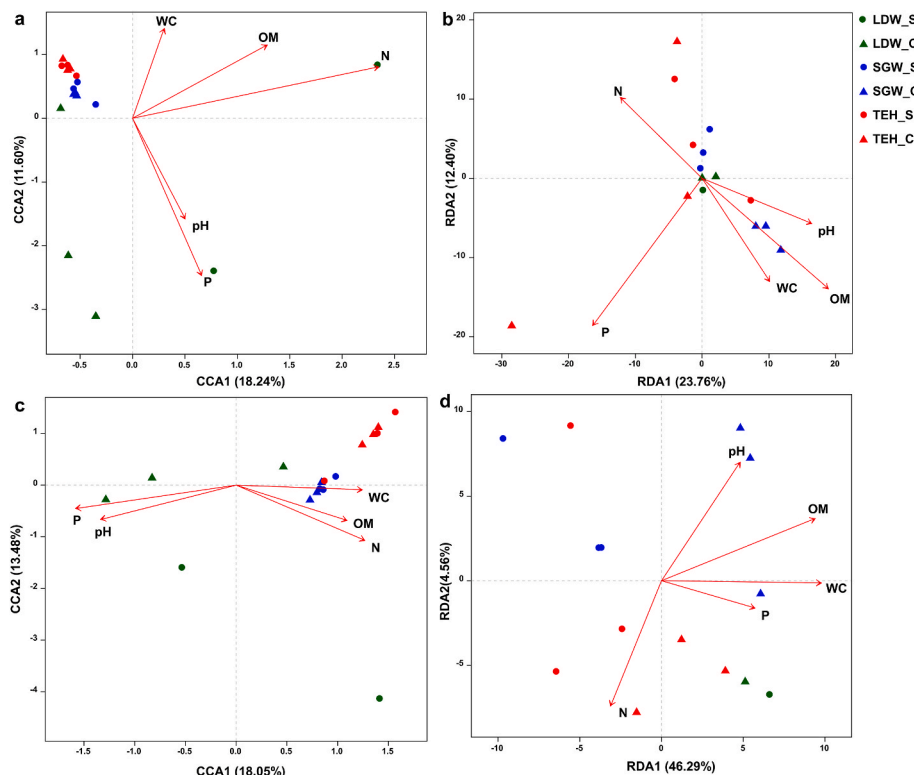 a
WC
OM
N
pH
P
1
0
-1
-2
-3
-0.5
0.0
0.5
1.0
1.5
2.0
2.5
CCA2 (11.60%)
CCA1 (18.24%)
b
N
pH
WC
OM
P
20
10
0
-10
-20
-30
-20
-10
0
10
20
RDA2 (12.40%)
RDA1 (23.76%)
LDW_S
LDW_C
SGW_S
SGW_C
TEH_S
TEH_C
c
WC
OM
N
P
pH
1
0
-1
-2
-3
-4
-1.5
-1.0
-0.5
0.0
0.5
1.0
1.5
CCA2 (13.48%)
CCA1 (18.05%)
d
pH
OM
WC
P
N
10
5
0
-5
-10
-5
0
5
10
RDA2(4.56%)
RDA1 (46.29%)